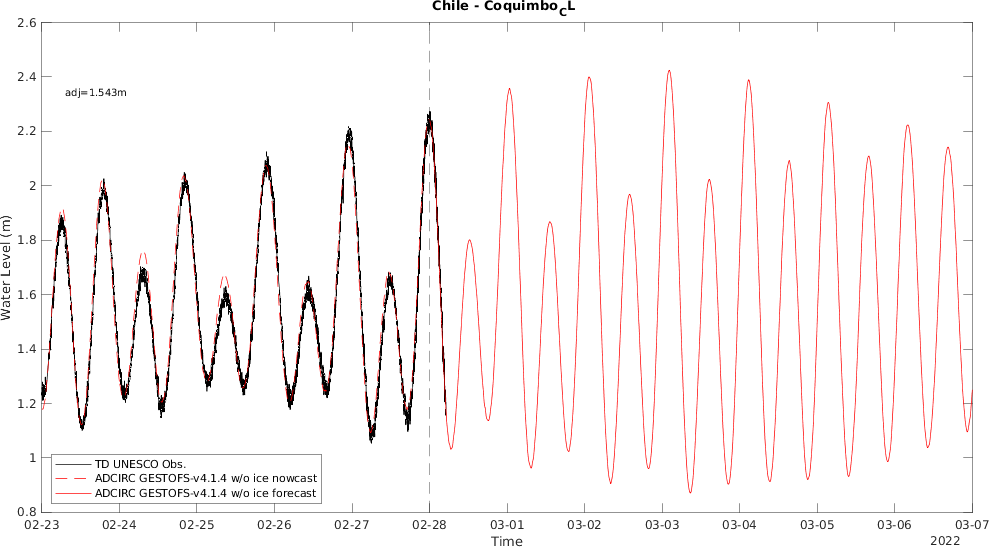 Chile - Coquimbo_CL
2.6
2.4
adj=1.543m
2.2
2
1.8
1.6
1.4
1.2
1
0.8
Water Level (m)
TD UNESCO Obs.
ADCIRC GESTOFS-v4.1.4 w/o ice nowcast
ADCIRC GESTOFS-v4.1.4 w/o ice forecast
02-23 02-24 02-25 02-26 02-27 02-28 03-01 03-02 03-03 03-04 03-05 03-06 03-07
Time
2022